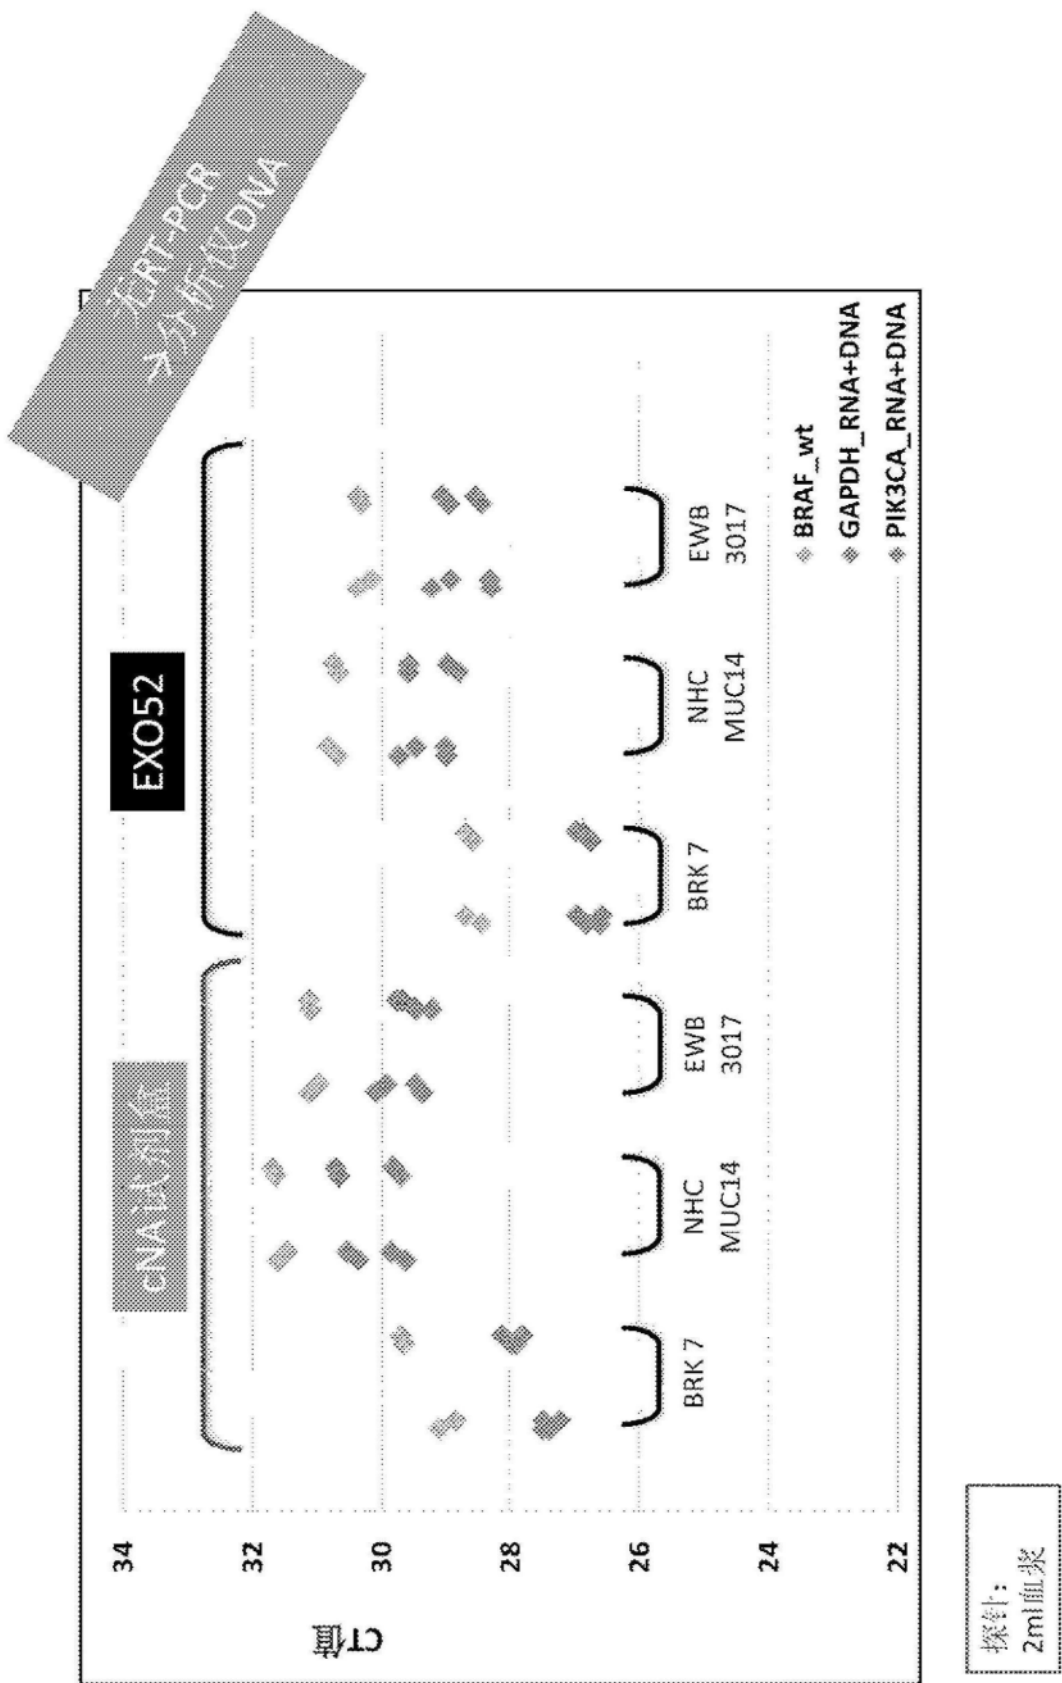 无RT-PCR
→分析仅DNA
cNA试剂盒
EXO52
CT值
34
32
30
28
26
24
22
BRK 7
NHC
MUC14
EWB
3017
BRK 7
NHC
MUC14
EWB
3017
BRAF_wt
GAPDH_RNA+DNA
PIK3CA_RNA+DNA
探针：
2ml血浆